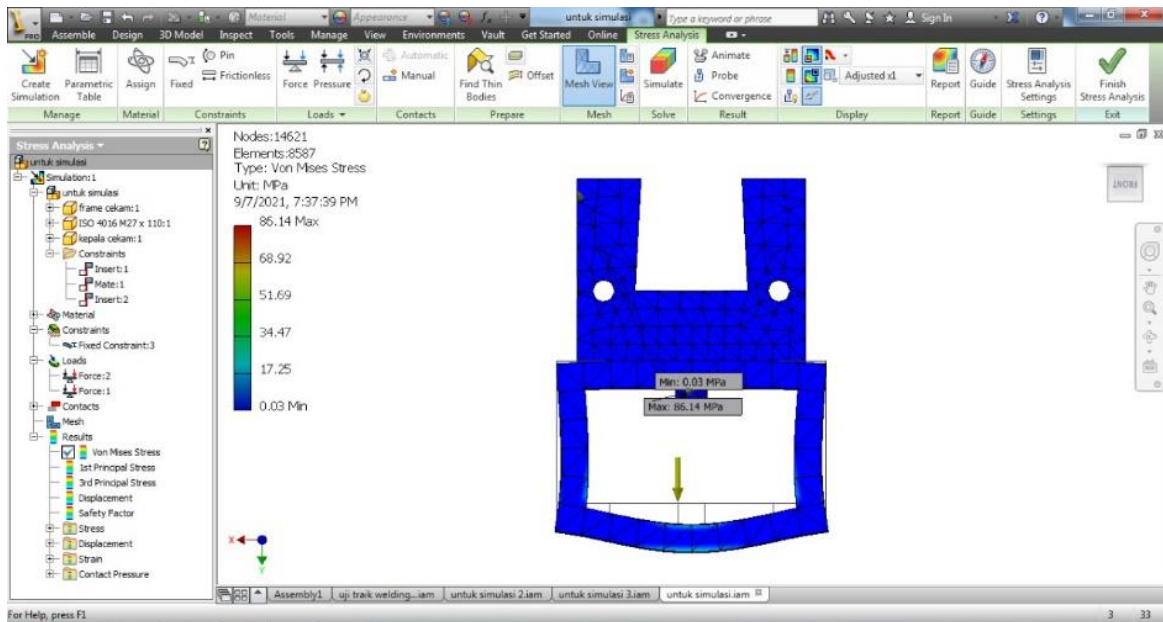 PRO
Material
Appearance
untuk simulasi
Type a keyword or phrase
Sign In
Assemble Design 3D Model Inspect Tools Manage View Environments Vault Get Started Online Stress Analysis
Create Simulation
Parametric Table
Assign
Fixed
Pin
Frictionless
Force Pressure
Automatic
Manual
Find Thin Bodies
Offset
Mesh View
Simulate
Animate
Probe
Convergence
Adjusted x1
Report
Guide
Stress Analysis Settings
Finish Stress Analysis
Manage Material Constraints Loads Contacts Prepare Mesh Solve Result Display Report Guide Settings Exit
Stress Analysis
untuk simulasi
Simulation:1
untuk simulasi
frame cekam:1
ISO 4016 M27 x 110:1
kepala cekam:1
Constraints
Insert:1
Mate:1
Insert:2
Material
Constraints
Fixed Constraint:3
Loads
Force:2
Force:1
Contacts
Mesh
Results
Von Mises Stress
1st Principal Stress
3rd Principal Stress
Displacement
Safety Factor
Stress
Displacement
Strain
Contact Pressure
Nodes:14621
Elements:8587
Type: Von Mises Stress
Unit: MPa
9/7/2021, 7:37:39 PM
86.14 Max
68.92
51.69
34.47
17.25
0.03 Min
FRONT
Min: 0.03 MPa
Max: 86.14 MPa
X
Y
Assembly1 uji traik welding...iam untuk simulasi 2.iam untuk simulasi 3.iam untuk simulasi.iam
For Help, press F1
3 33